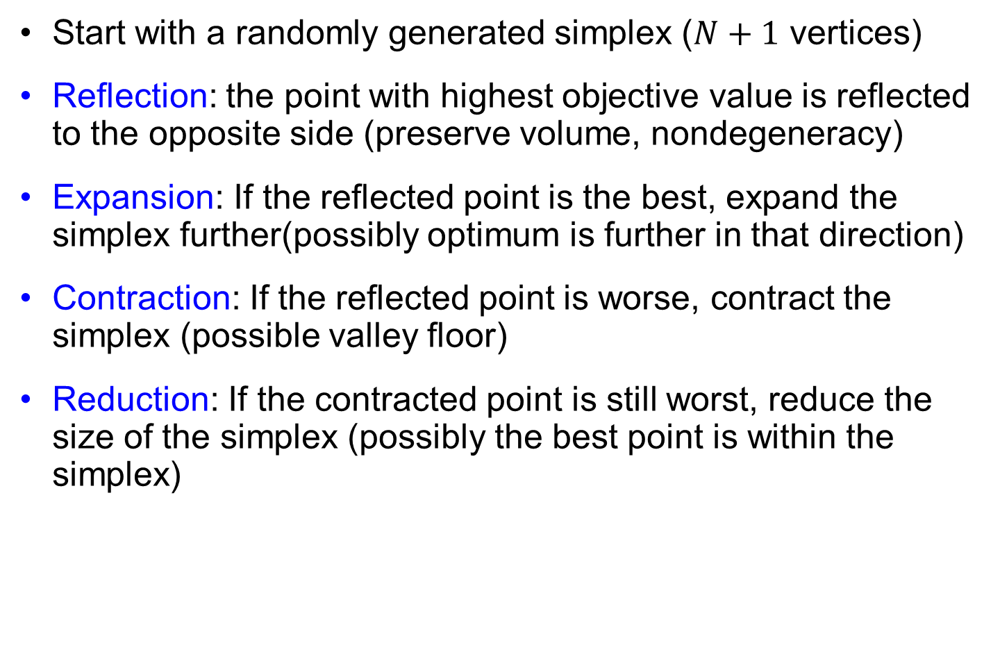 • Start with a randomly generated simplex (𝑁 + 1 vertices)
• Reflection: the point with highest objective value is reflected
to the opposite side (preserve volume, nondegeneracy)
• Expansion: If the reflected point is the best, expand the
simplex further(possibly optimum is further in that direction)
• Contraction: If the reflected point is worse, contract the
simplex (possible valley floor)
• Reduction: If the contracted point is still worst, reduce the
size of the simplex (possibly the best point is within the
simplex)